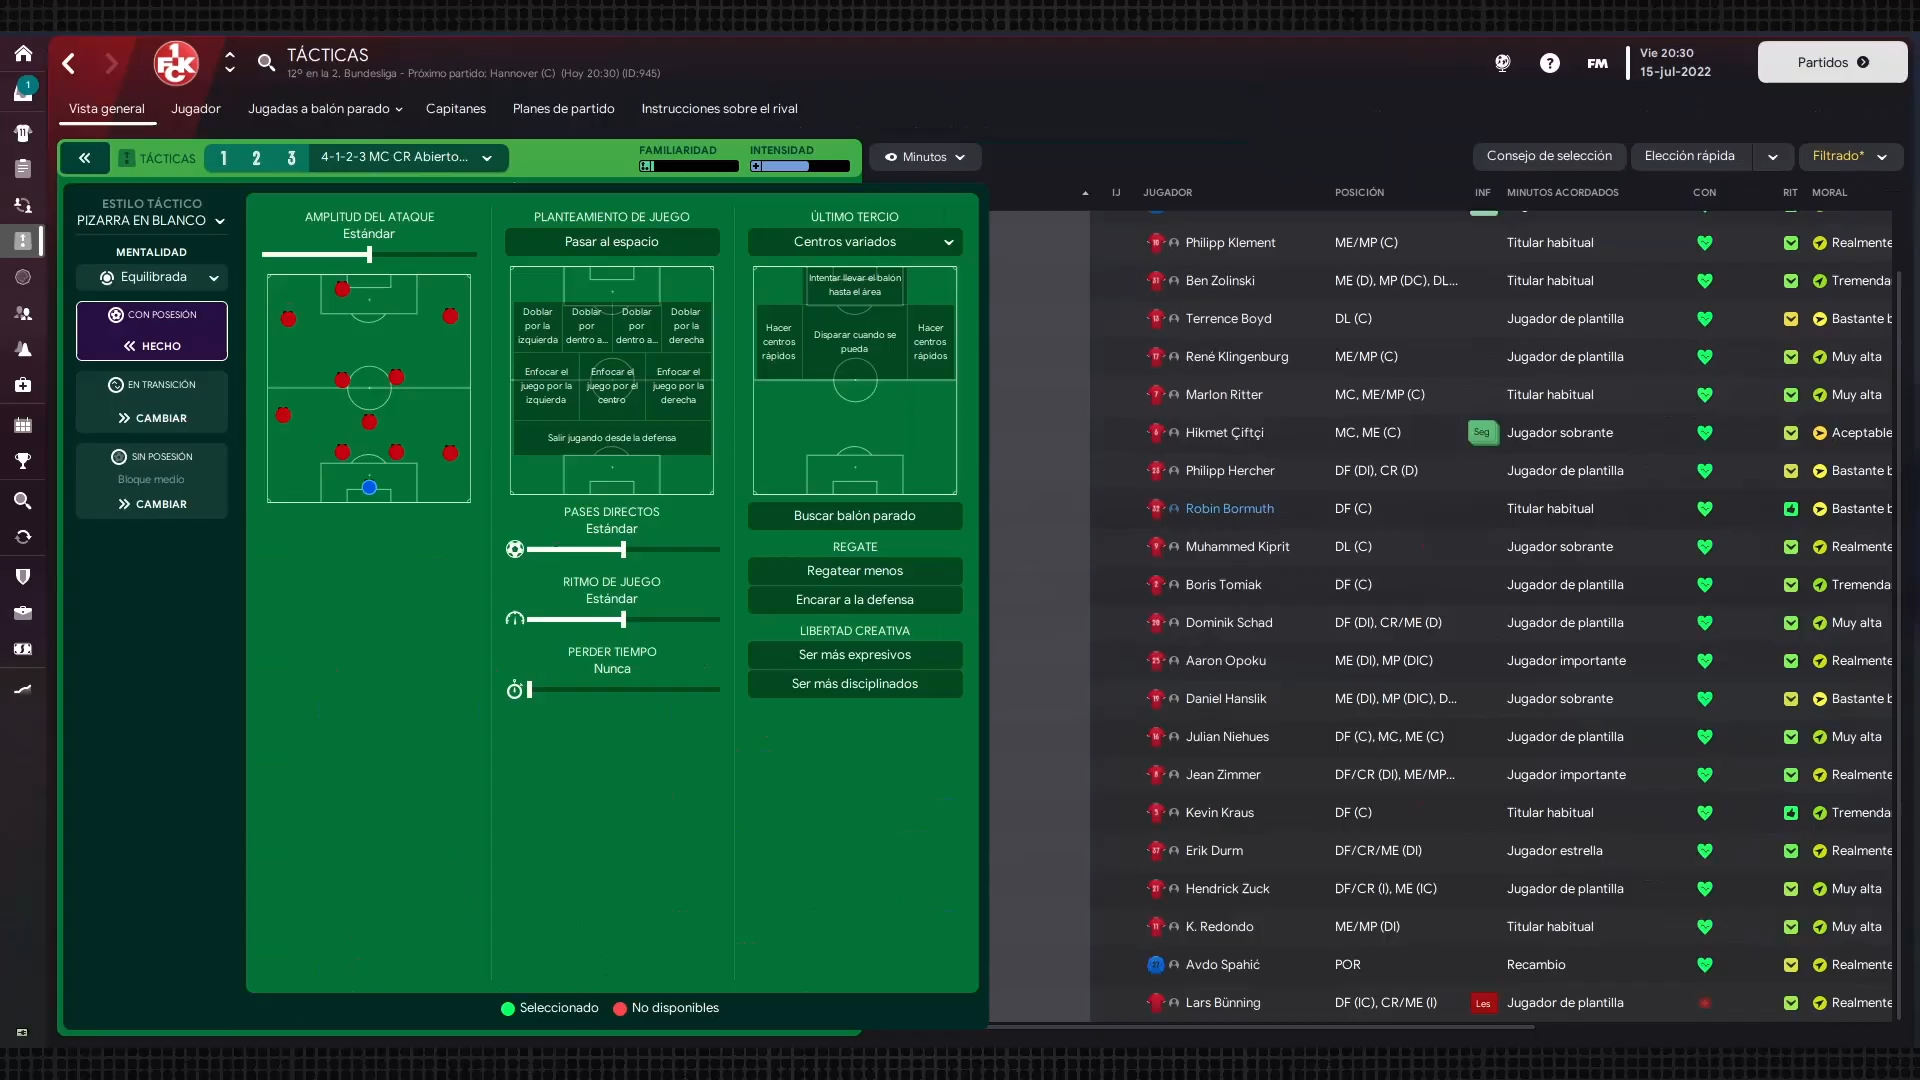 TÁCTICAS
12º en la 2. Bundesliga - Próximo partido; Hannover (C) (Hoy 20:30) (ID:945)
FM
Vie 20:30
15-jul-2022
Partidos
1
Vista general
Jugador
Jugadas a balón parado
Capitanes
Planes de partido
Instrucciones sobre el rival
TÁCTICAS
1 2 3
4-1-2-3 MC CR Abierto...
FAMILIARIDAD
INTENSIDAD
Minutos
Consejo de selección
Elección rápida
Filtrado*
ESTILO TÁCTICO
PIZARRA EN BLANCO
MENTALIDAD
Equilibrada
CON POSESIÓN
HECHO
EN TRANSICIÓN
CAMBIAR
SIN POSESIÓN
Bloque medio
CAMBIAR
AMPLITUD DEL ATAQUE
Estándar
PLANTEAMIENTO DE JUEGO
Pasar al espacio
Doblar por la izquierda
Doblar por dentro a...
Doblar por dentro a...
Doblar por la derecha
Enfocar el juego por la izquierda
Enfocar el juego por el centro
Enfocar el juego por la derecha
Salir jugando desde la defensa
PASES DIRECTOS
Estándar
RITMO DE JUEGO
Estándar
PERDER TIEMPO
Nunca
ÚLTIMO TERCIO
Centros variados
Intentar llevar el balón
hasta el área
Hacer centros rápidos
Disparar cuando se
pueda
Hacer centros rápidos
Buscar balón parado
REGATE
Regatear menos
Encarar a la defensa
LIBERTAD CREATIVA
Ser más expresivos
Ser más disciplinados
Seleccionado
No disponibles
IJ JUGADOR POSICIÓN INF MINUTOS ACORDADOS CON RIT MORAL
Philipp Klement ME/MP (C) Titular habitual Realmente
Ben Zolinski ME (D), MP (DC), DL... Titular habitual Tremenda
Terrence Boyd DL (C) Jugador de plantilla Bastante b
René Klingenburg ME/MP (C) Jugador de plantilla Muy alta
Marlon Ritter MC, ME/MP (C) Titular habitual Muy alta
Hikmet Çiftçi MC, ME (C) Seg Jugador sobrante Aceptable
Philipp Hercher DF (DI), CR (D) Jugador de plantilla Bastante b
Robin Bormuth DF (C) Titular habitual Bastante b
Muhammed Kiprit DL (C) Jugador sobrante Realmente
Boris Tomiak DF (C) Jugador de plantilla Tremenda
Dominik Schad DF (DI), CR/ME (D) Jugador de plantilla Muy alta
Aaron Opoku ME (DI), MP (DIC) Jugador importante Realmente
Daniel Hanslik ME (DI), MP (DIC), D... Jugador sobrante Bastante b
Julian Niehues DF (C), MC, ME (C) Jugador de plantilla Muy alta
Jean Zimmer DF/CR (DI), ME/MP... Jugador importante Realmente
Kevin Kraus DF (C) Titular habitual Tremenda
Erik Durm DF/CR/ME (DI) Jugador estrella Realmente
Hendrick Zuck DF/CR (I), ME (IC) Jugador de plantilla Muy alta
K. Redondo ME/MP (DI) Titular habitual Muy alta
Avdo Spahić POR Recambio Realmente
Lars Bünning DF (IC), CR/ME (I) Les Jugador de plantilla Realmente